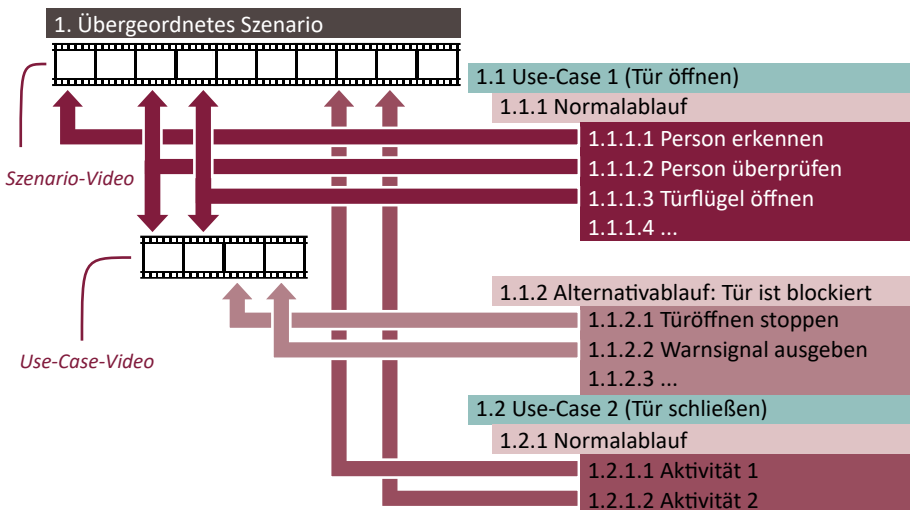 1. Übergeordnetes Szenario
1.1 Use-Case 1 (Tür öffnen)
1.1.1 Normalablauf
1.1.1.1 Person erkennen
1.1.1.2 Person überprüfen
1.1.1.3 Türflügel öffnen
1.1.1.4 ...
Szenario-Video
1.1.2 Alternativablauf: Tür ist blockiert
1.1.2.1 Türöffnen stoppen
1.1.2.2 Warnsignal ausgeben
1.1.2.3 ...
Use-Case-Video
1.2 Use-Case 2 (Tür schließen)
1.2.1 Normalablauf
1.2.1.1 Aktivität 1
1.2.1.2 Aktivität 2